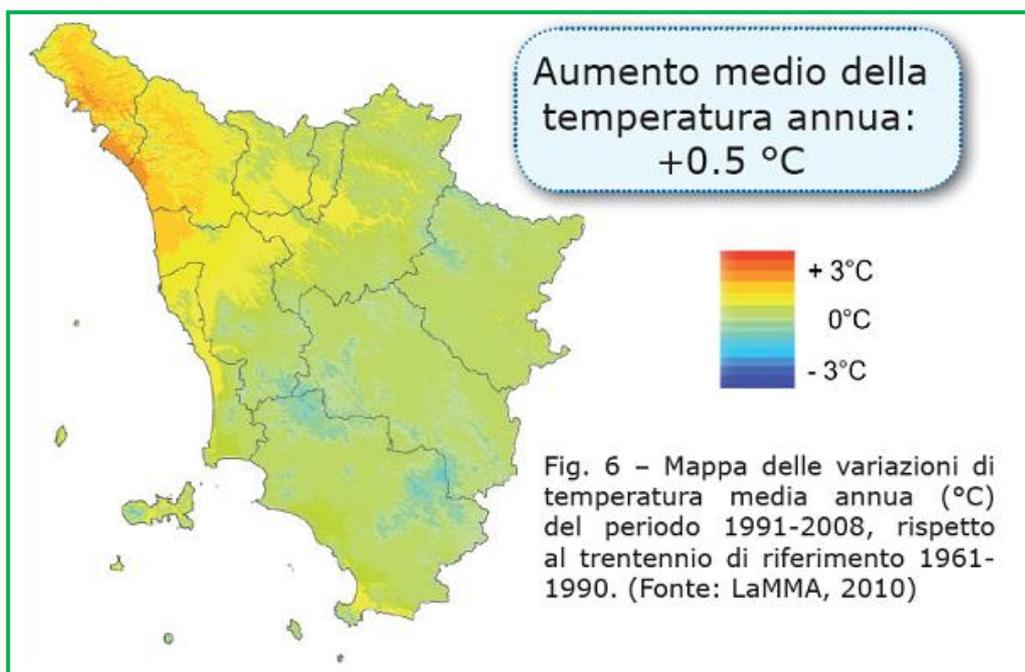 Aumento medio della
temperatura annua:
+0.5 °C
+ 3°C
0°C
- 3°C
Fig. 6 – Mappa delle variazioni di
temperatura media annua (°C)
del periodo 1991-2008, rispetto
al trentennio di riferimento 1961-
1990. (Fonte: LaMMA, 2010)